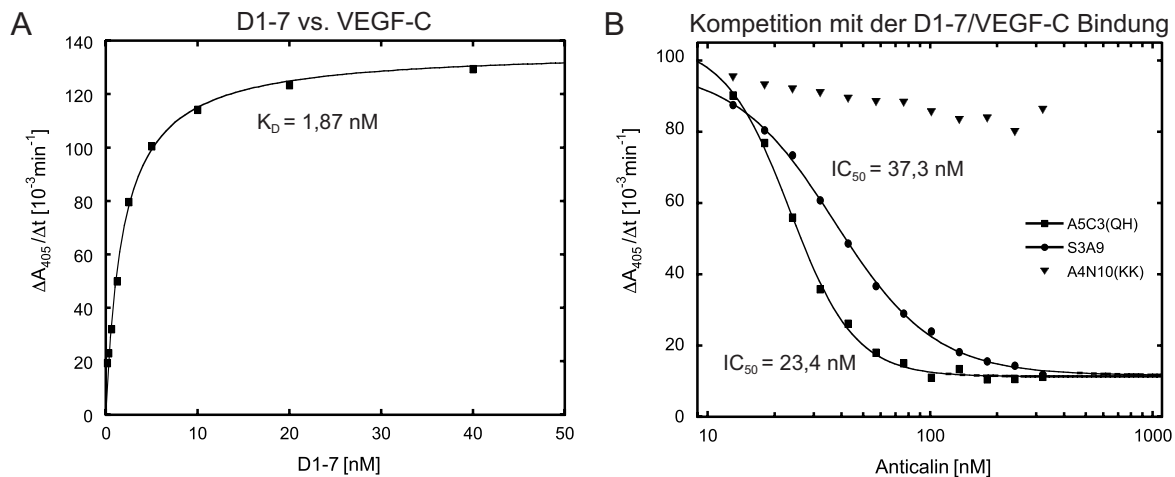 A
D1-7 vs. VEGF-C
140
120
100
80
60
40
20
0
ΔA₄₀₅/Δt [10⁻³min⁻¹]
K_D = 1,87 nM
0
10
20
30
40
50
D1-7 [nM]
B
Kompetition mit der D1-7/VEGF-C Bindung
100
80
60
40
20
0
ΔA₄₀₅/Δt [10⁻³min⁻¹]
IC₅₀ = 37,3 nM
A5C3(QH)
S3A9
A4N10(KK)
IC₅₀ = 23,4 nM
10
100
1000
Anticalin [nM]